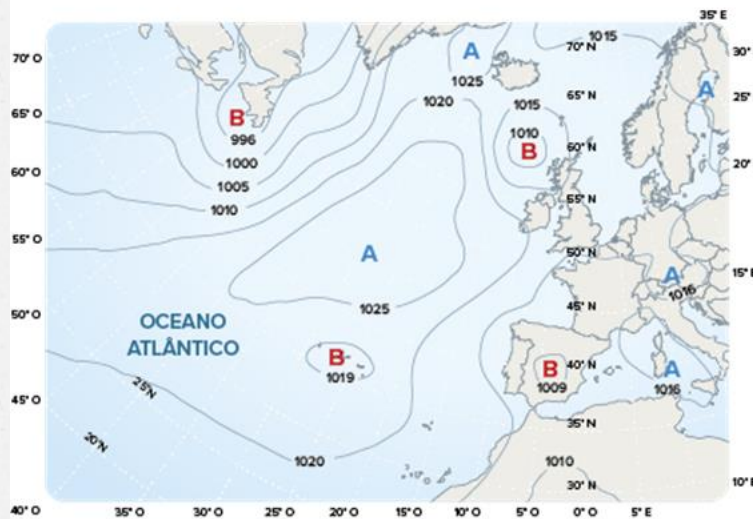 35° E
1015
70° O
A
70° N
30°
1025
A
25°
65° O
1020
1015
65° N
B
1010
996
B
60° N
20°
1000
60° O
1005
1010
55° N
55° O
A
50° N
A
15° E
1016
1025
45° N
50° O
OCEANO
ATLÂNTICO
B
1019
B
40° N
A
1009
1016
25°N
45° O
35° N
20°N
1020
1010
10° E
30° N
40° O
35° O
30° O
25° O
20° O
15° O
10° O
5° O
0° O
5° E